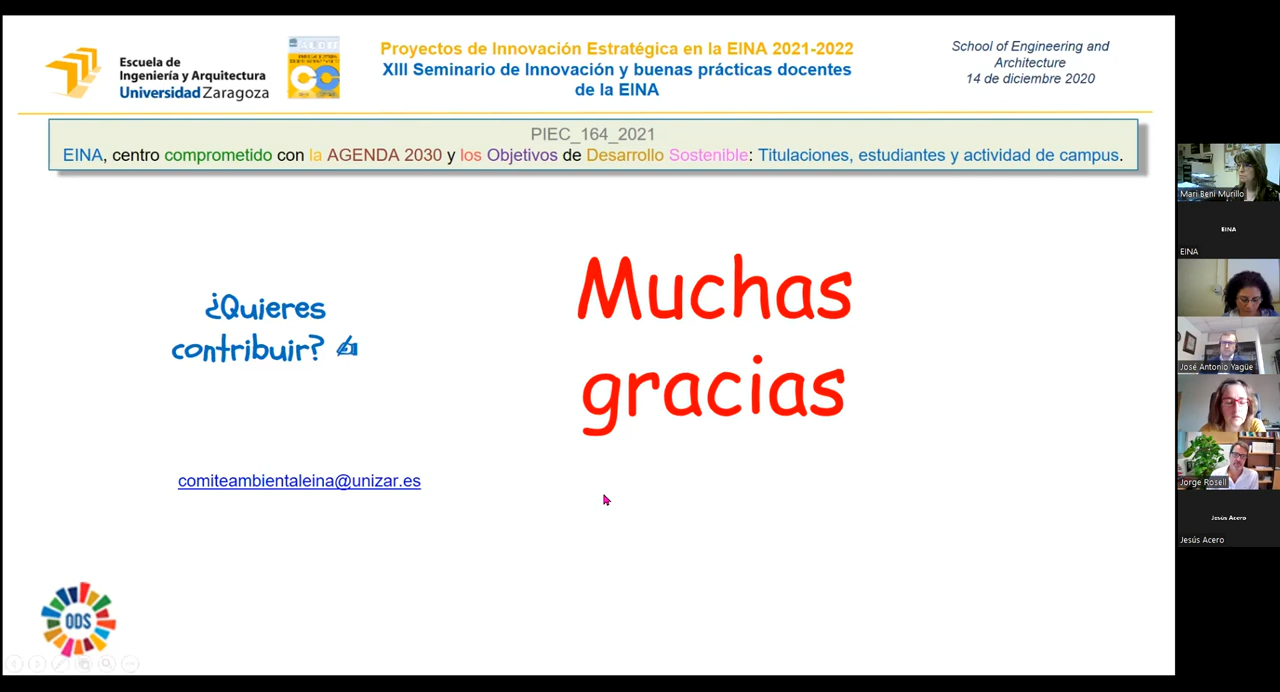 Escuela de
Ingeniería y Arquitectura
Universidad Zaragoza
Proyectos de Innovación Estratégica en la EINA 2021-2022
XIII Seminario de Innovación y buenas prácticas docentes
de la EINA
School of Engineering and
Architecture
14 de diciembre 2020
PIEC_164_2021
EINA, centro comprometido con la AGENDA 2030 y los Objetivos de Desarrollo Sostenible: Titulaciones, estudiantes y actividad de campus.
¿Quieres
contribuir? ✍
Muchas
gracias
comiteambientaleina@unizar.es
ODS
Mari Beni Murillo
EINA
EINA
José Antonio Yagüe
Jorge Rosell
Jesús Acero
Jesús Acero